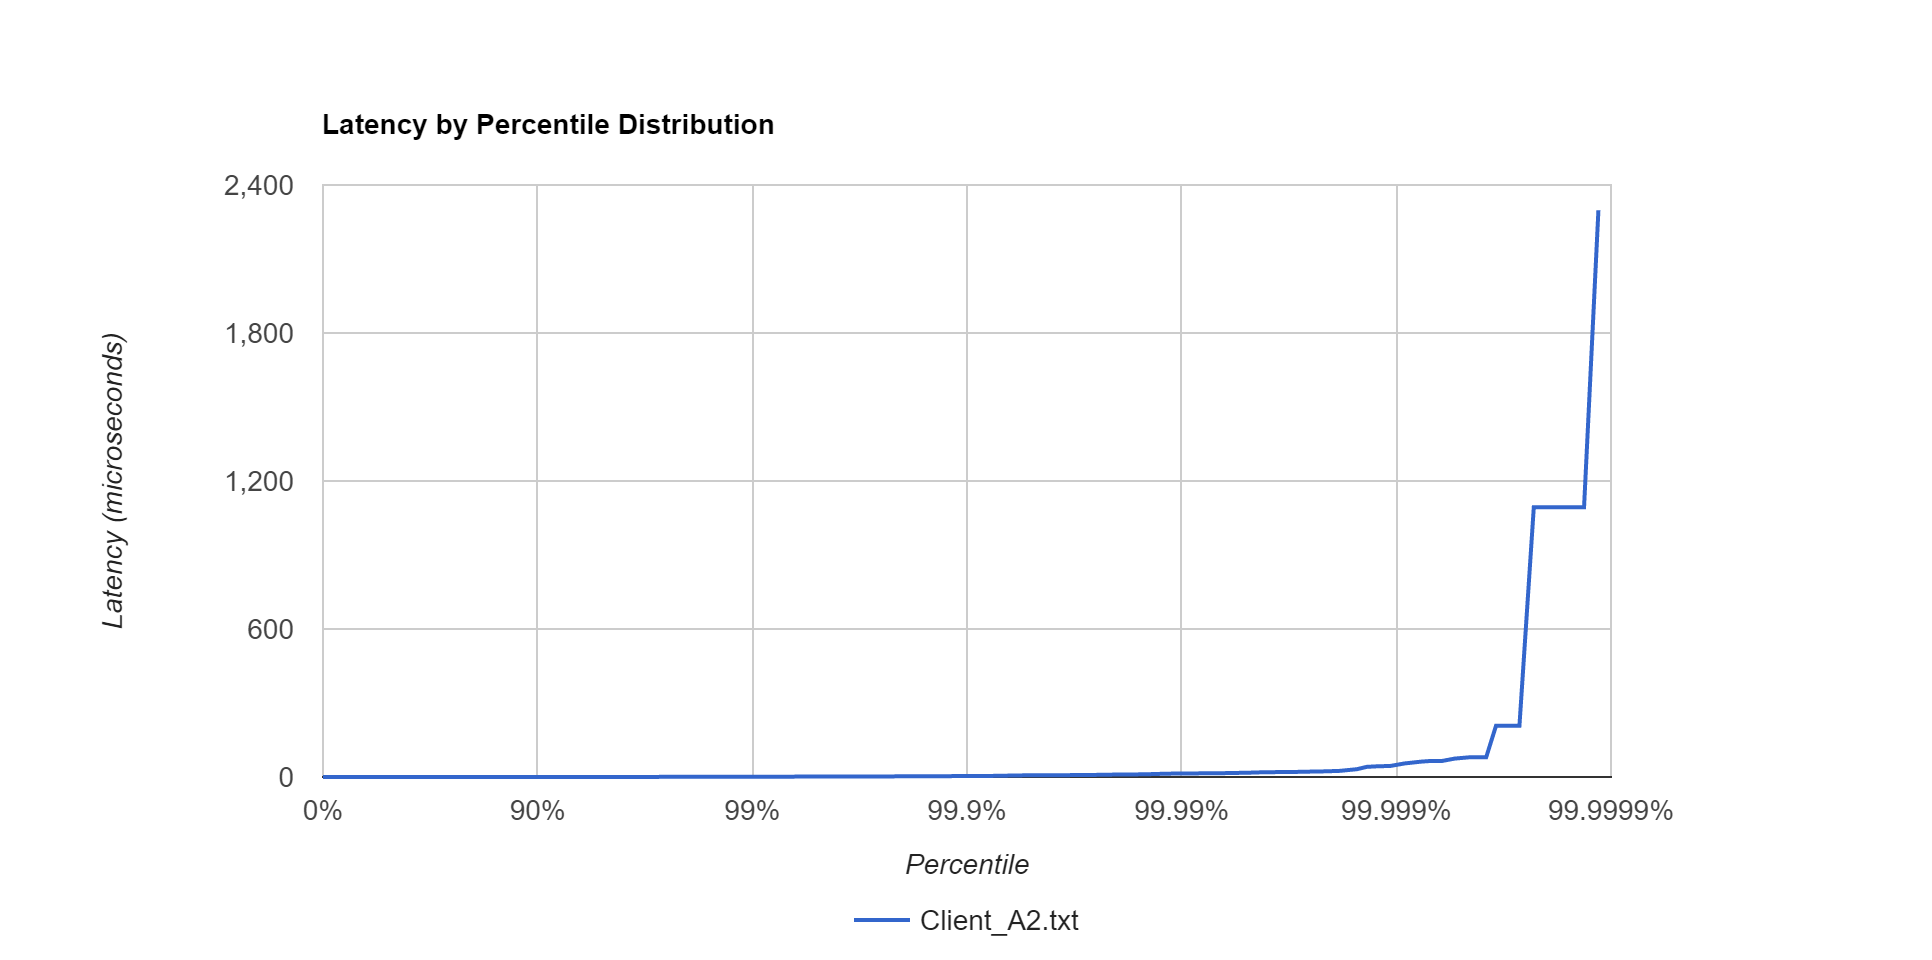 Latency by Percentile Distribution
2,400
1,800
1,200
600
0
Latency (microseconds)
0% 90% 99% 99.9% 99.99% 99.999% 99.9999%
Percentile
Client_A2.txt